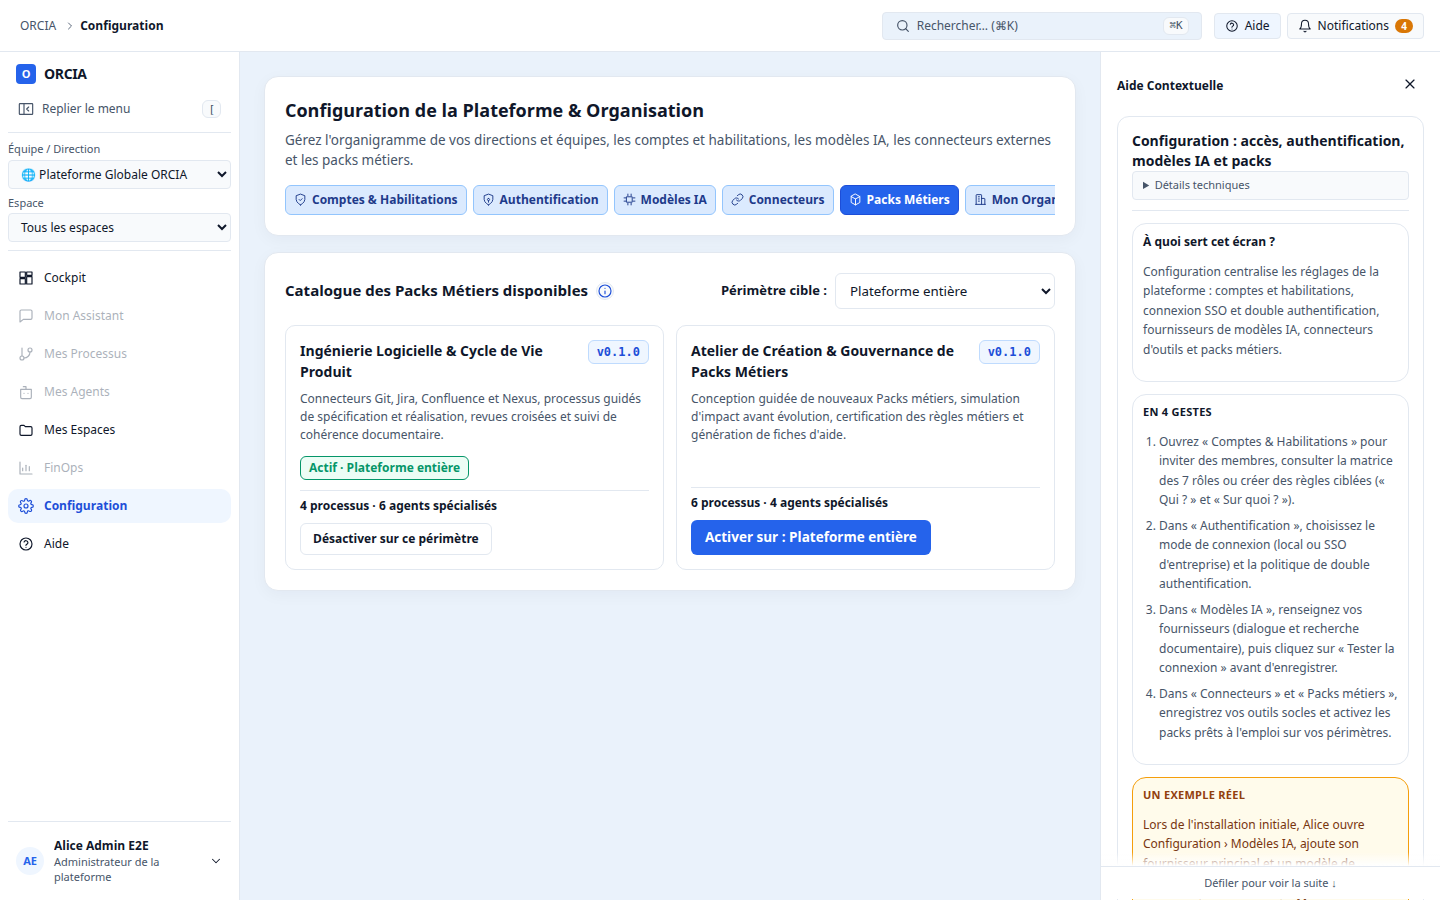 ORCIA
Configuration
Rechercher... (⌘K)
⌘K
Aide
Notifications
4
O
ORCIA
Replier le menu
[
Équipe / Direction
🌐 Plateforme Globale ORCIA
Espace
Tous les espaces
Cockpit
Mon Assistant
Mes Processus
Mes Agents
Mes Espaces
FinOps
Configuration
Aide
AE
Alice Admin E2E
Administrateur de la
plateforme
Configuration de la Plateforme & Organisation
Gérez l'organigramme de vos directions et équipes, les comptes et habilitations, les modèles IA, les connecteurs externes
et les packs métiers.
Comptes & Habilitations
Authentification
Modèles IA
Connecteurs
Packs Métiers
Mon Organ
Catalogue des Packs Métiers disponibles
Périmètre cible :
Plateforme entière
Ingénierie Logicielle & Cycle de Vie
Produit
v0.1.0
Connecteurs Git, Jira, Confluence et Nexus, processus guidés
de spécification et réalisation, revues croisées et suivi de
cohérence documentaire.
Actif · Plateforme entière
4 processus · 6 agents spécialisés
Désactiver sur ce périmètre
Atelier de Création & Gouvernance de
Packs Métiers
v0.1.0
Conception guidée de nouveaux Packs métiers, simulation
d'impact avant évolution, certification des règles métiers et
génération de fiches d'aide.
6 processus · 4 agents spécialisés
Activer sur : Plateforme entière
Aide Contextuelle
Configuration : accès, authentification,
modèles IA et packs
Détails techniques
À quoi sert cet écran ?
Configuration centralise les réglages de la
plateforme : comptes et habilitations,
connexion SSO et double authentification,
fournisseurs de modèles IA, connecteurs
d'outils et packs métiers.
EN 4 GESTES
1. Ouvrez « Comptes & Habilitations » pour
inviter des membres, consulter la matrice
des 7 rôles ou créer des règles ciblées («
Qui ? » et « Sur quoi ? »).
2. Dans « Authentification », choisissez le
mode de connexion (local ou SSO
d'entreprise) et la politique de double
authentification.
3. Dans « Modèles IA », renseignez vos
fournisseurs (dialogue et recherche
documentaire), puis cliquez sur « Tester la
connexion » avant d'enregistrer.
4. Dans « Connecteurs » et « Packs métiers »,
enregistrez vos outils socles et activez les
packs prêts à l'emploi sur vos périmètres.
UN EXEMPLE RÉEL
Lors de l'installation initiale, Alice ouvre
Configuration › Modèles IA, ajoute son
fournisseur principal et un modèle de
Défiler pour voir la suite ↓